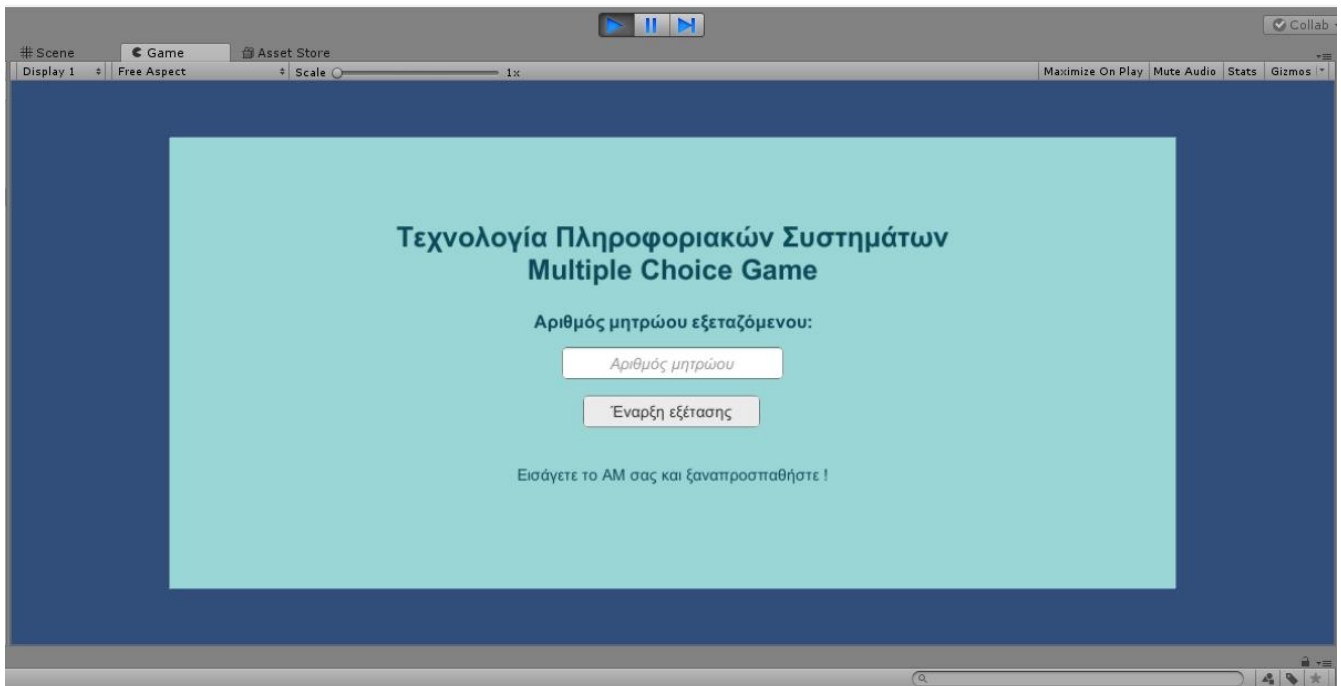 Collab
Scene
Game
Asset Store
Display 1
Free Aspect
Scale
1x
Maximize On Play
Mute Audio
Stats
Gizmos
Τεχνολογία Πληροφοριακών Συστημάτων
Multiple Choice Game
Αριθμός μητρώου εξεταζόμενου:
Αριθμός μητρώου
Έναρξη εξέτασης
Εισάγετε το ΑΜ σας και ξαναπροσπαθήστε !